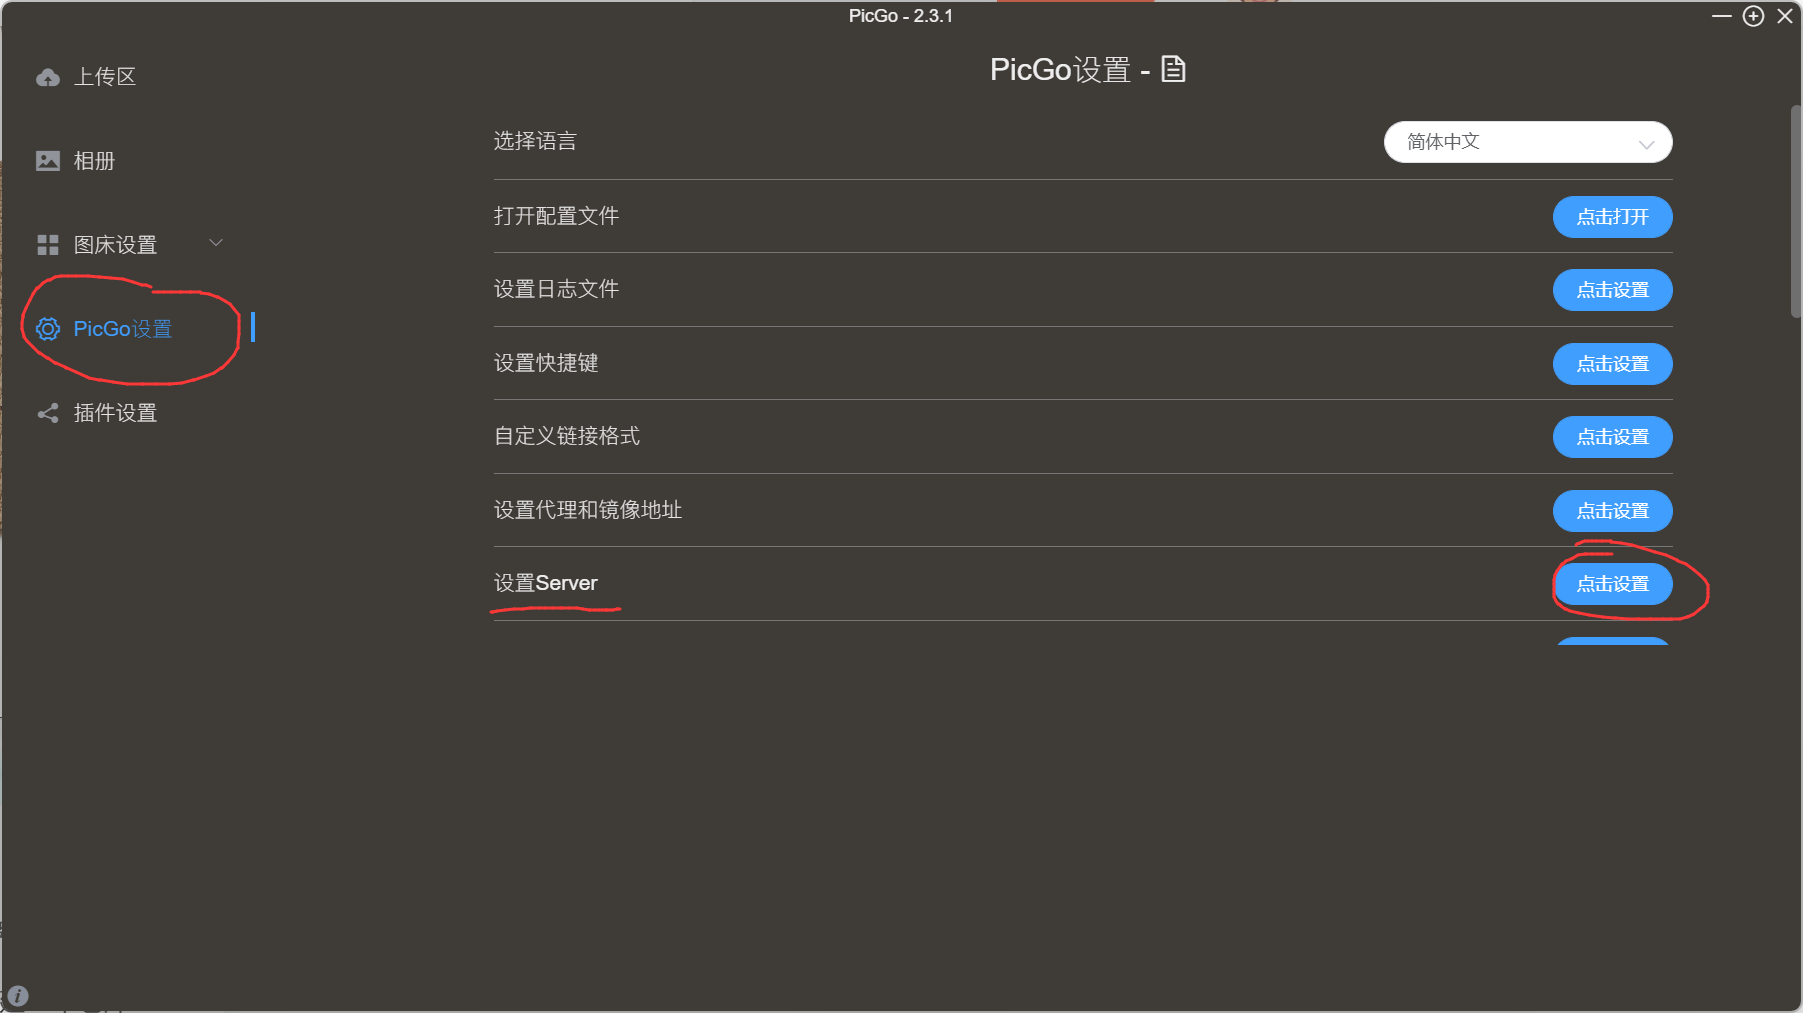 PicGo - 2.3.1
上传区
相册
图床设置
PicGo设置
插件设置
PicGo设置 -
选择语言
简体中文
打开配置文件
点击打开
设置日志文件
点击设置
设置快捷键
点击设置
自定义链接格式
点击设置
设置代理和镜像地址
点击设置
设置Server
点击设置